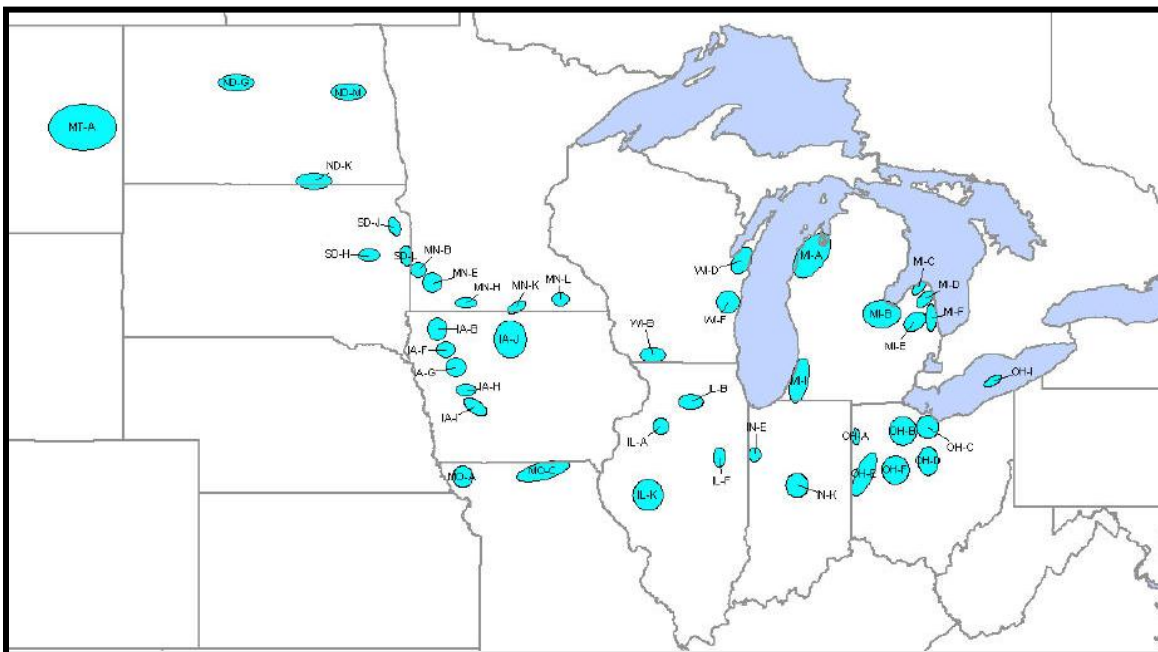 ND-G
ND-M
MT-A
ND-K
SD-J
SD-H
SD-L
MN-B
MN-E
MN-H
MN-K
MN-L
WI-D
MI-A
MI-C
MI-D
MI-B
MI-F
MI-E
WI-F
WI-B
MI-I
IA-B
IA-F
IA-J
IA-G
IA-H
IA-I
OH-I
IL-B
IL-A
IN-E
OH-A
OH-B
OH-C
IL-F
MO-A
MO-C
OH-E
OH-F
OH-D
IL-K
IN-K